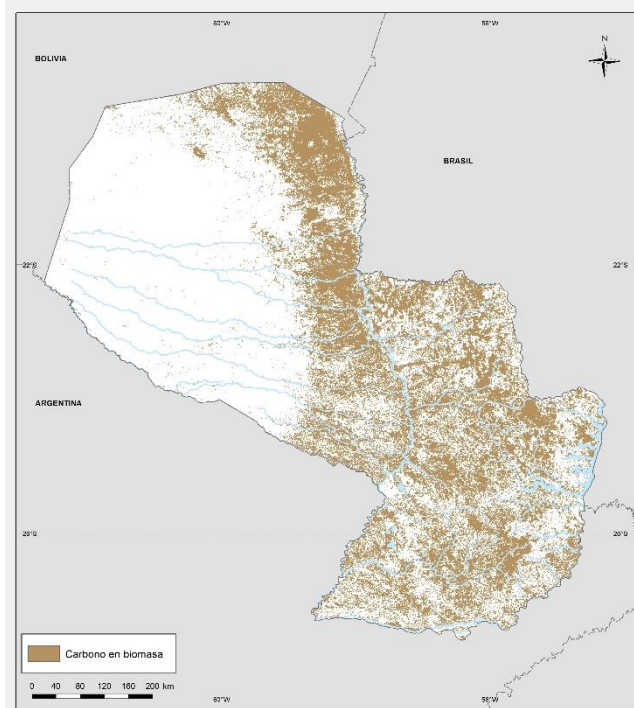 60°W 56°W
N
BOLIVIA
BRASIL
22°S 22°S
ARGENTINA
26°S 26°S
Carbono en biomasa
0 40 80 120 160 200 km
60°W 56°W